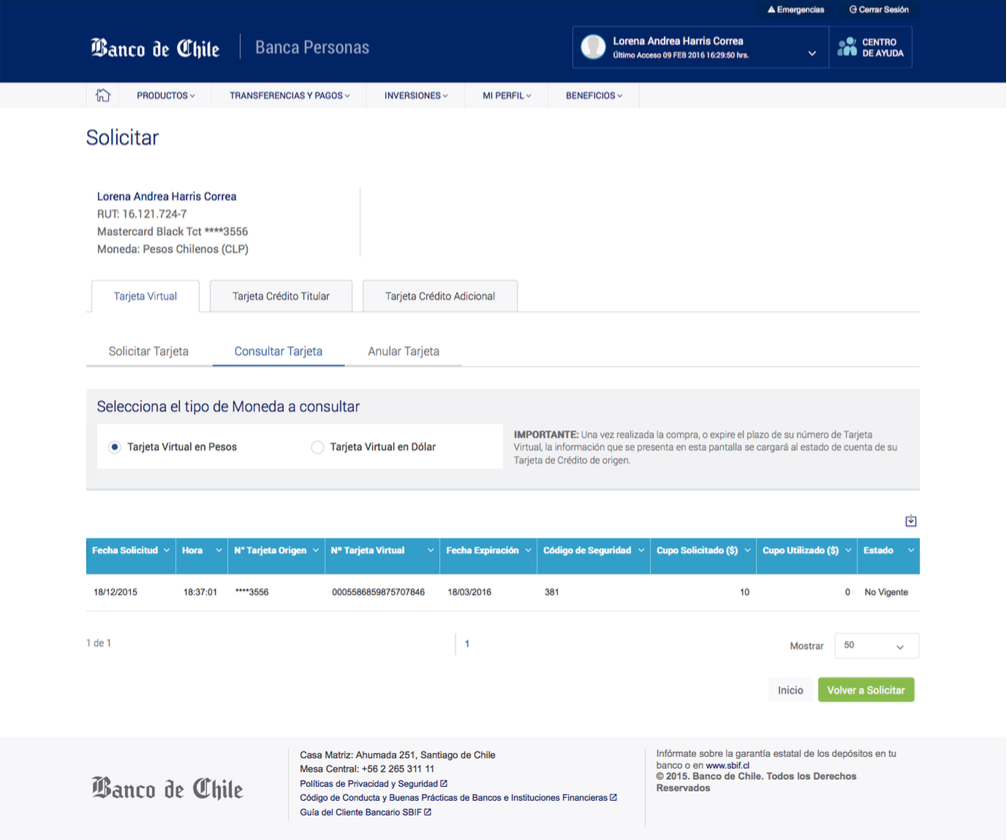 Emergencias
Cerrar Sesión
Banco de Chile
Banca Personas
Lorena Andrea Harris Correa
Último Acceso 09 FEB 2016 16:29:50 hrs.
CENTRO
DE AYUDA
PRODUCTOS
TRANSFERENCIAS Y PAGOS
INVERSIONES
MI PERFIL
BENEFICIOS
Solicitar
Lorena Andrea Harris Correa
RUT: 16.121.724-7
Mastercard Black Tct ****3556
Moneda: Pesos Chilenos (CLP)
Tarjeta Virtual
Tarjeta Crédito Titular
Tarjeta Crédito Adicional
Solicitar Tarjeta
Consultar Tarjeta
Anular Tarjeta
Selecciona el tipo de Moneda a consultar
Tarjeta Virtual en Pesos
Tarjeta Virtual en Dólar
IMPORTANTE: Una vez realizada la compra, o expire el plazo de su número de Tarjeta
Virtual, la información que se presenta en esta pantalla se cargará al estado de cuenta de su
Tarjeta de Crédito de origen.
Fecha Solicitud
Hora
N° Tarjeta Origen
Nº Tarjeta Virtual
Fecha Expiración
Código de Seguridad
Cupo Solicitado ($)
Cupo Utilizado ($)
Estado
18/12/2015
18:37:01
****3556
0005586859875707846
18/03/2016
381
10
0
No Vigente
1 de 1
1
Mostrar
50
Inicio
Volver a Solicitar
Banco de Chile
Casa Matriz: Ahumada 251, Santiago de Chile
Mesa Central: +56 2 265 311 11
Políticas de Privacidad y Seguridad
Código de Conducta y Buenas Prácticas de Bancos e Instituciones Financieras
Guía del Cliente Bancario SBIF
Infórmate sobre la garantía estatal de los depósitos en tu
banco o en www.sbif.cl
© 2015. Banco de Chile. Todos los Derechos
Reservados